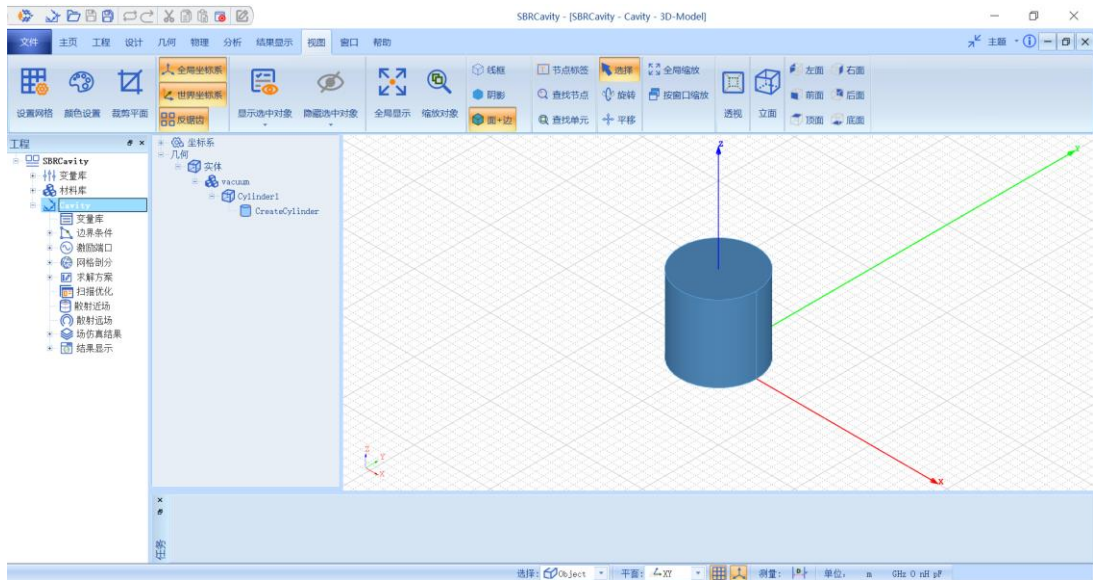 SBRCavity - [SBRCavity - Cavity - 3D-Model]
文件 主页 工程 设计 几何 物理 分析 结果显示 视图 窗口 帮助 主题
设置网格 颜色设置 裁剪平面 全局坐标系 世界坐标系 反锯齿 显示选中对象 隐藏选中对象 全局显示 缩放对象 线框 阴影 面+边 节点标签 查找节点 查找单元 选择 旋转 平移 全局缩放 按窗口缩放 透视 立面 左面 右面 前面 后面 顶面 底面
工程
SBRCavity
变量库
材料库
Cavity
变量库
边界条件
激励端口
网格剖分
求解方案
扫描优化
散射近场
散射远场
场仿真结果
结果显示
坐标系
几何
实体
vacuum
Cylinder1
CreateCylinder
Z
Y
X
Z
Y
X
任务
选择: Object 平面: XY 测量: 单位: m GHz O nH pF